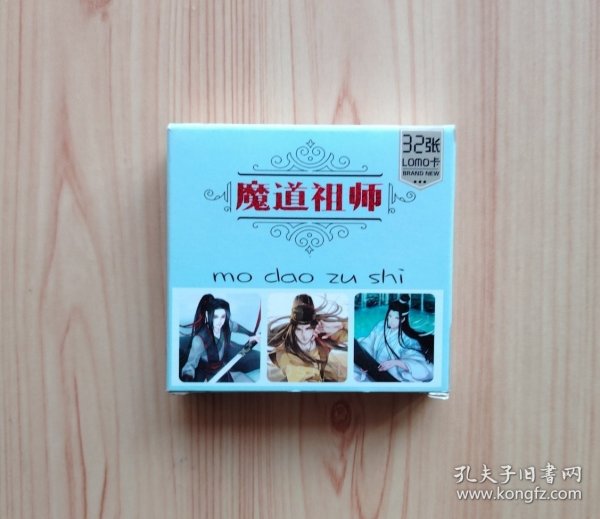 32张
LOMO卡
BRAND NEW
魔道祖师
mo dao zu shi
孔夫子旧書网
www.kongfz.com